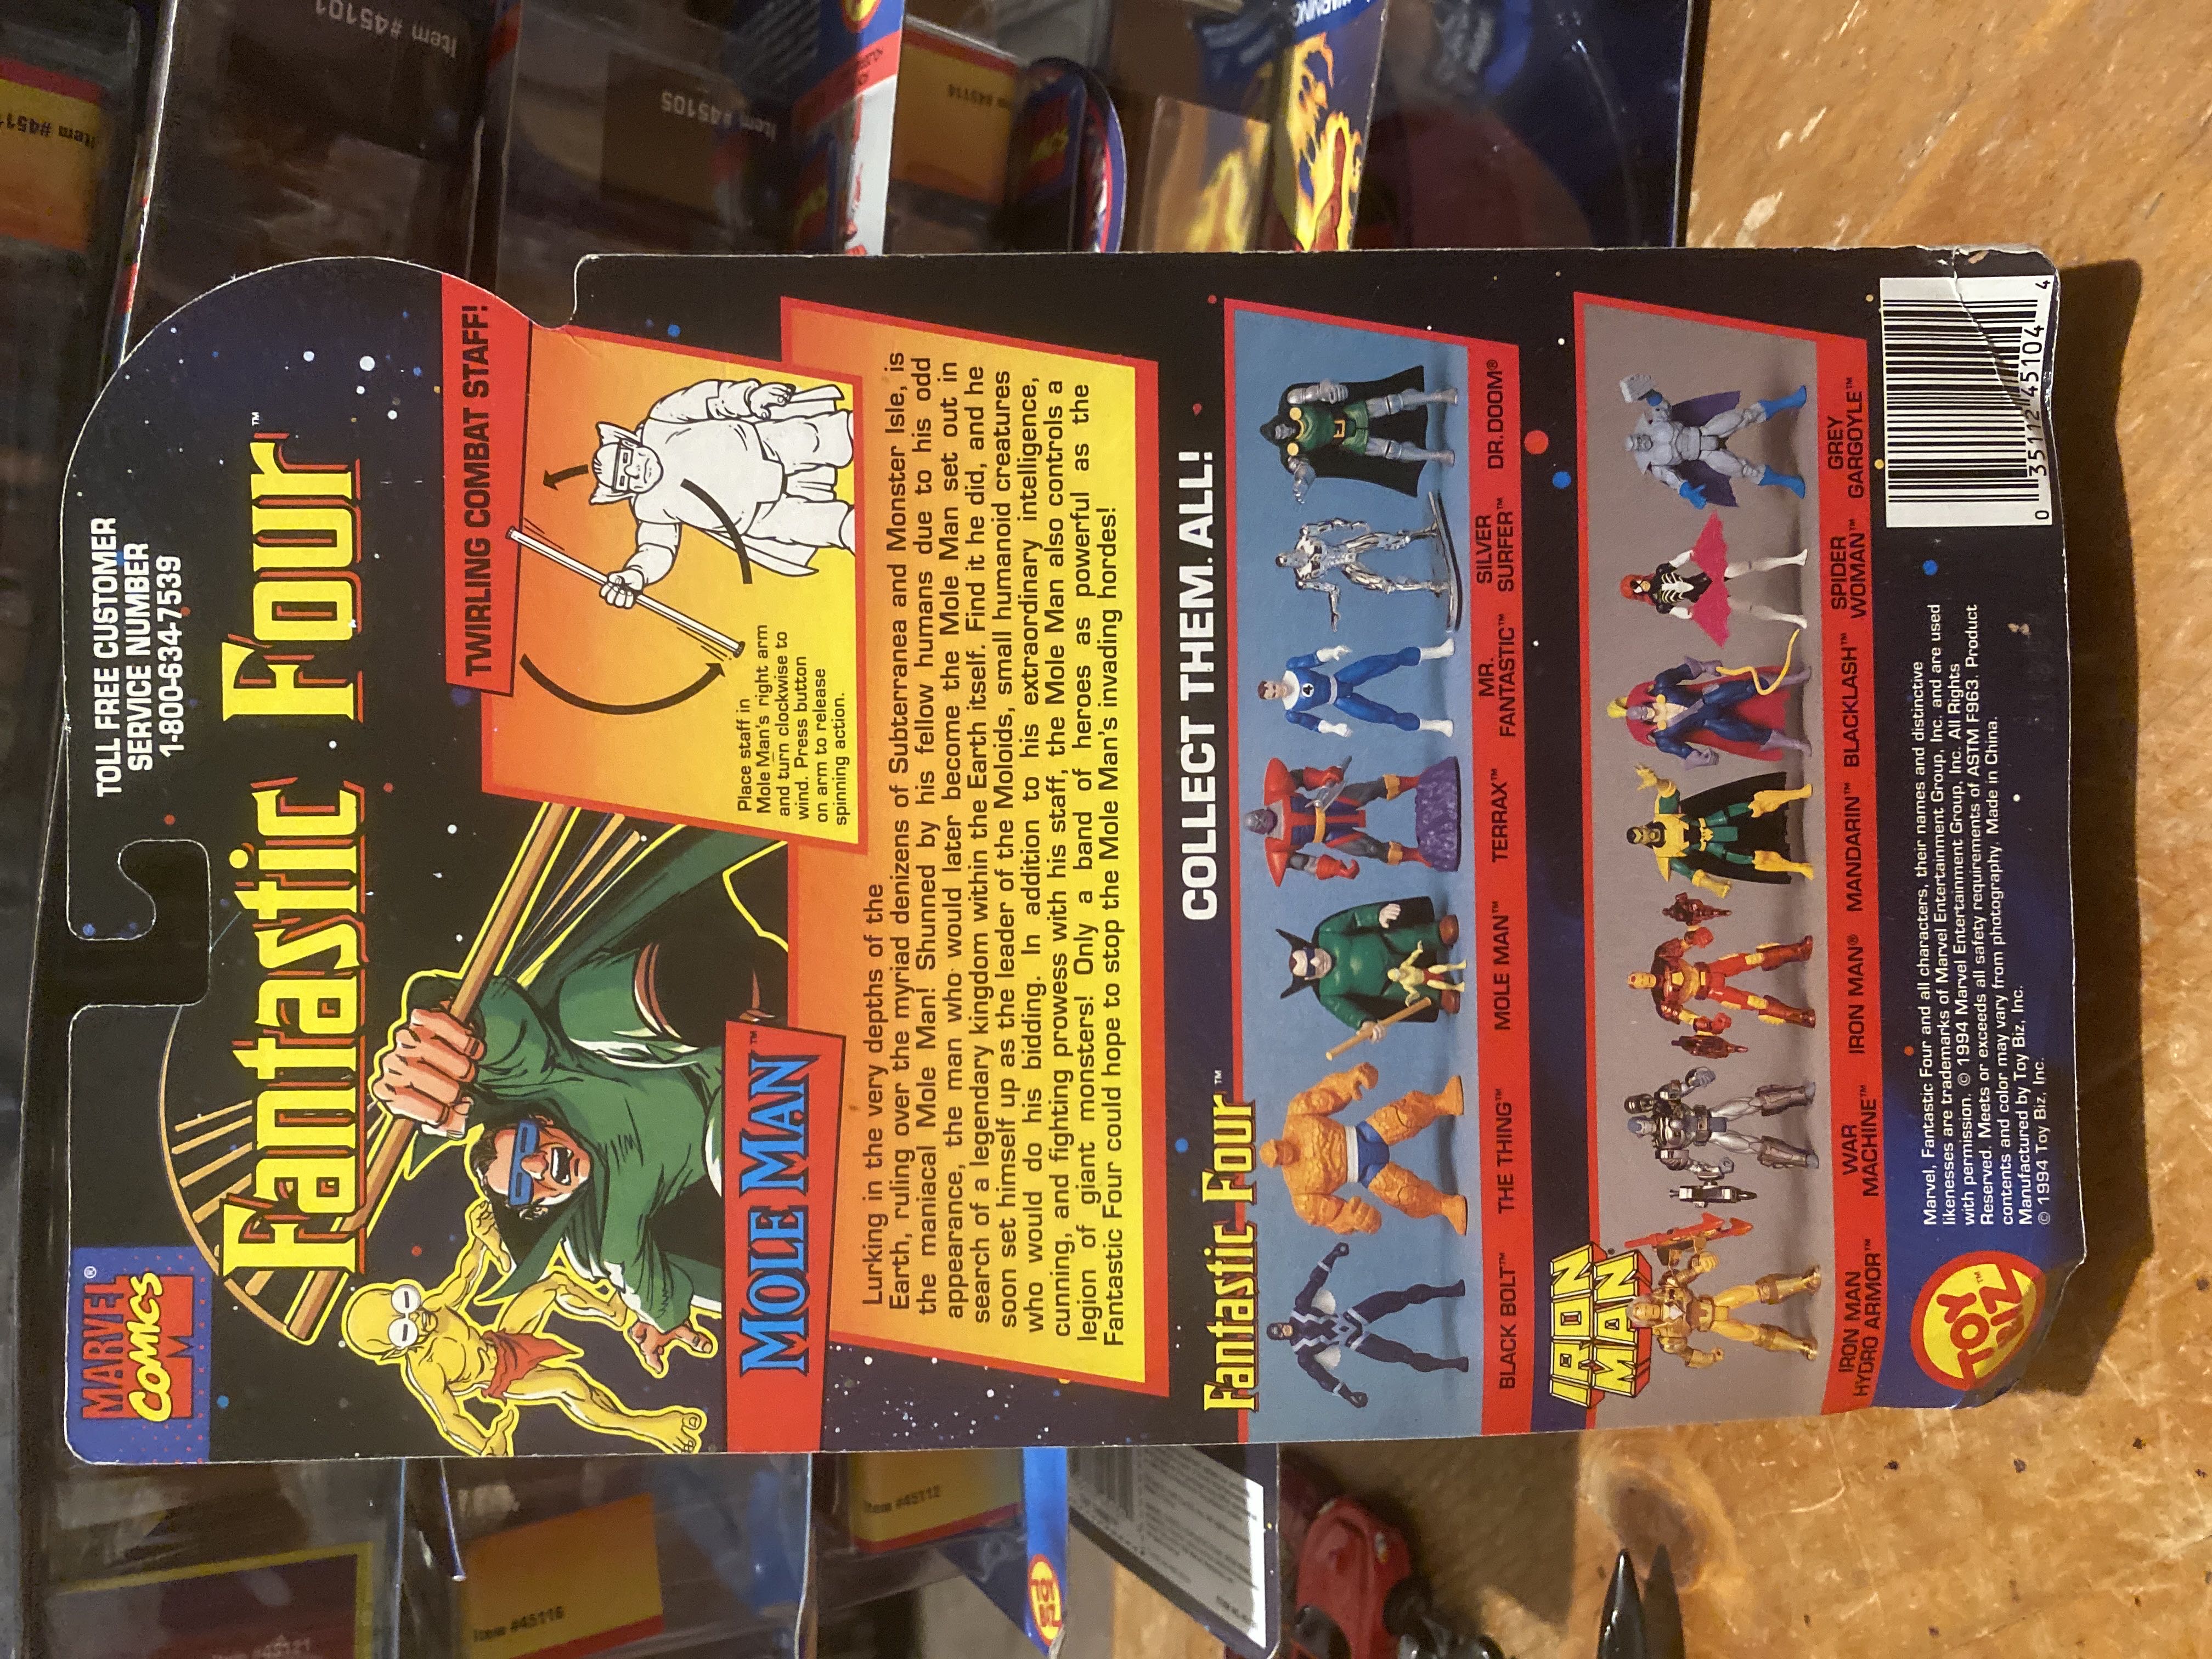 TOLL FREE CUSTOMER
SERVICE NUMBER
1-800-634-7539
MARVEL®
COMICS
Fantastic Four™
TWIRLING COMBAT STAFF!
Place staff in
Mole Man's right arm
and turn clockwise to
wind. Press button
on arm to release
spinning action.
MOLE MAN™
Lurking in the very depths of the
Earth, ruling over the myriad denizens of Subterranea and Monster Isle, is
the maniacal Mole Man! Shunned by his fellow humans due to his odd
appearance, the man who would later become the Mole Man set out in
search of a legendary kingdom within the Earth itself. Find it he did, and he
soon set himself up as the leader of the Moloids, small humanoid creatures
who would do his bidding. In addition to his extraordinary intelligence,
cunning, and fighting prowess with his staff, the Mole Man also controls a
legion of giant monsters! Only a band of heroes as powerful as the
Fantastic Four could hope to stop the Mole Man's invading hordes!
COLLECT THEM ALL!
Fantastic Four™
BLACK BOLT™
THE THING™
MOLE MAN™
TERRAX™
MR.
FANTASTIC™
SILVER
SURFER™
DR. DOOM®
IRON
MAN®
IRON MAN
HYDRO ARMOR™
WAR
MACHINE™
IRON MAN®
MANDARIN™
BLACKLASH™
SPIDER
WOMAN™
GREY
GARGOYLE™
TOY
BIZ™
Marvel, Fantastic Four and all characters, their names and distinctive
likenesses are trademarks of Marvel Entertainment Group, Inc. and are used
with permission. © 1994 Marvel Entertainment Group, Inc. All Rights
Reserved. Meets or exceeds all safety requirements of ASTM F963. Product
contents and color may vary from photography. Made in China.
Manufactured by Toy Biz, Inc.
© 1994 Toy Biz, Inc.
0 35112 45104 4
Item #45101
Item #45105
Item #45112
Item #45116
TOY
BIZ